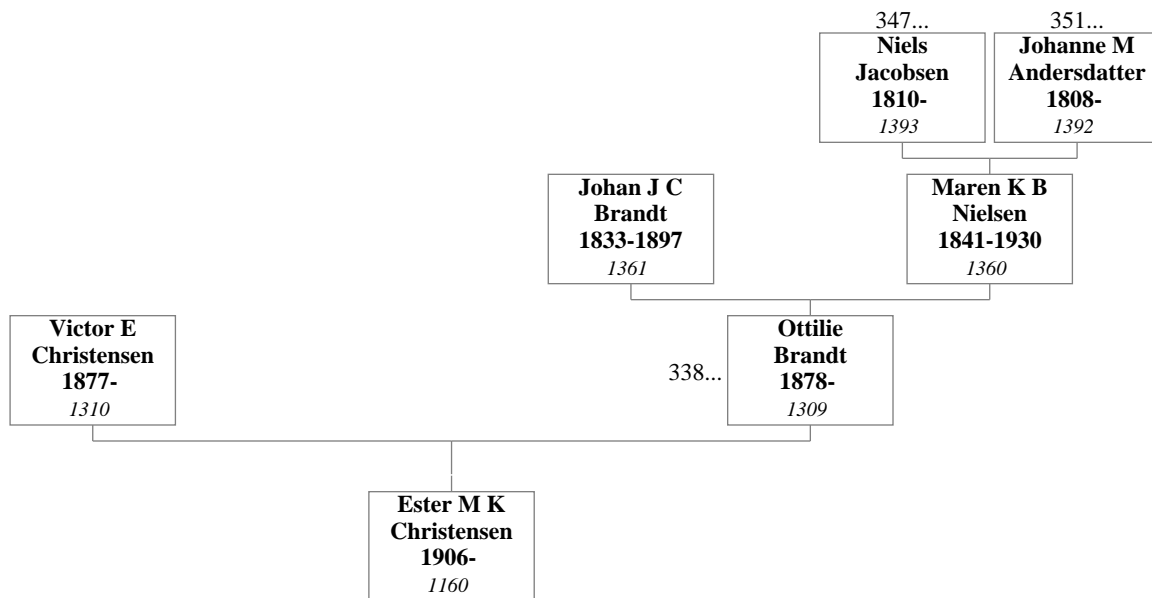 347...
Niels
Jacobsen
1810-
1393
351...
Johanne M
Andersdatter
1808-
1392
Johan J C
Brandt
1833-1897
1361
Maren K B
Nielsen
1841-1930
1360
Victor E
Christensen
1877-
1310
338...
Ottilie
Brandt
1878-
1309
Ester M K
Christensen
1906-
1160